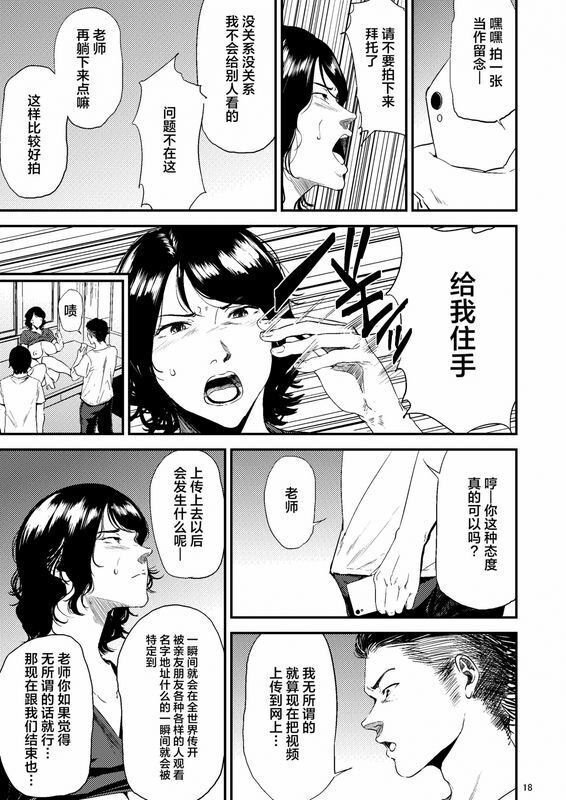 嘿嘿拍一张
当作留念—
请不要拍下来
拜托了
没关系没关系
我不会给别人看的
问题不在这
老师
再躺下来点嘛
这样比较好拍
给我住手
啧
哼—你这种态度
真的可以吗?
老师
我无所谓的
就算现在把视频
上传到网上…
上传上去以后
会发生什么呢—
一瞬间就会在全世界传开
被亲友朋友各种各样的人观看
名字地址什么的一瞬间就会被
特定到
老师你如果觉得
无所谓的话就行…
那现在跟我们结束也…
18